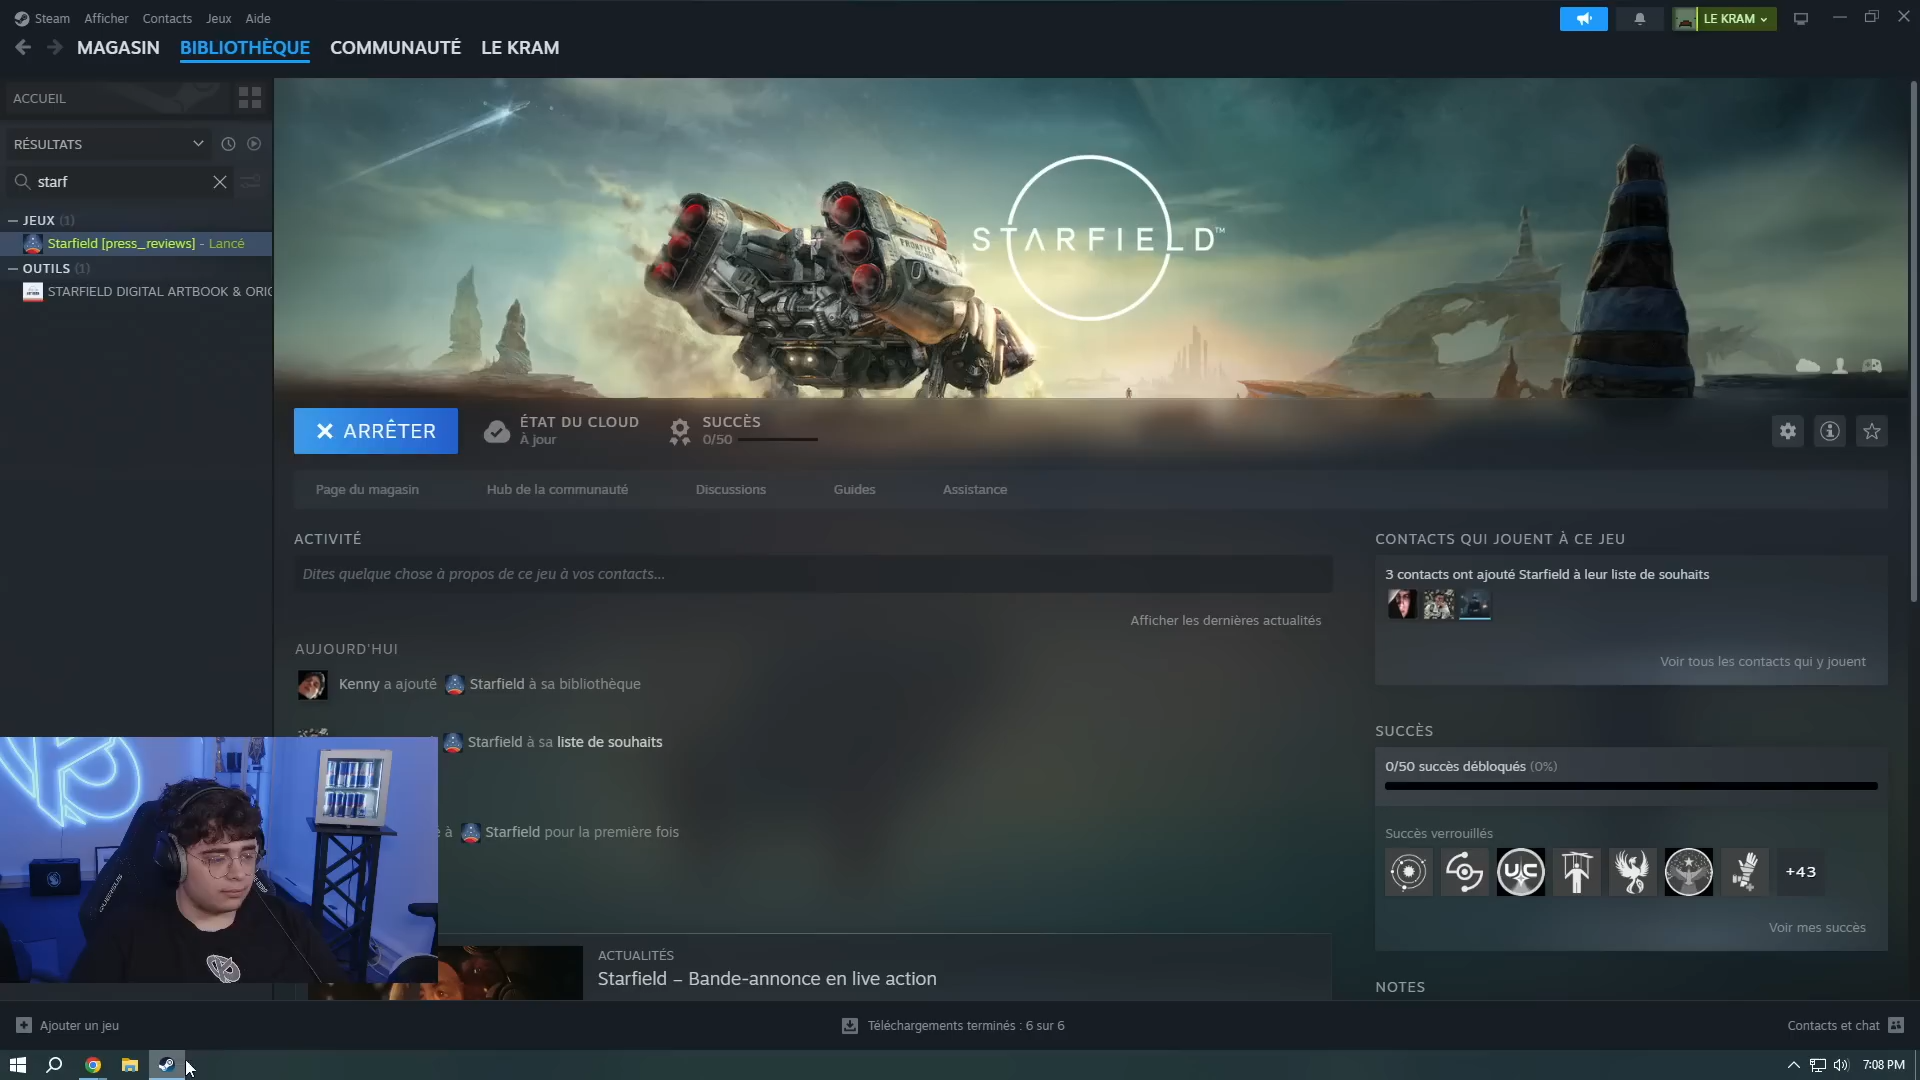 Steam Afficher Contacts Jeux Aide
LE KRAM
MAGASIN BIBLIOTHÈQUE COMMUNAUTÉ LE KRAM
ACCUEIL
RÉSULTATS
starf
— JEUX (1)
Starfield [press_reviews] - Lancé
— OUTILS (1)
STARFIELD DIGITAL ARTBOOK & ORIG
FRONTIER
STARFIELD™
ARRÊTER
ÉTAT DU CLOUD
À jour
SUCCÈS
0/50
Page du magasin Hub de la communauté Discussions Guides Assistance
ACTIVITÉ
Dites quelque chose à propos de ce jeu à vos contacts...
Afficher les dernières actualités
AUJOURD'HUI
Kenny a ajouté Starfield à sa bibliothèque
Starfield à sa liste de souhaits
à Starfield pour la première fois
ACTUALITÉS
Starfield – Bande-annonce en live action
CONTACTS QUI JOUENT À CE JEU
3 contacts ont ajouté Starfield à leur liste de souhaits
Voir tous les contacts qui y jouent
SUCCÈS
0/50 succès débloqués (0%)
Succès verrouillés
UC
+43
Voir mes succès
NOTES
Ajouter un jeu
Téléchargements terminés : 6 sur 6
Contacts et chat
7:08 PM